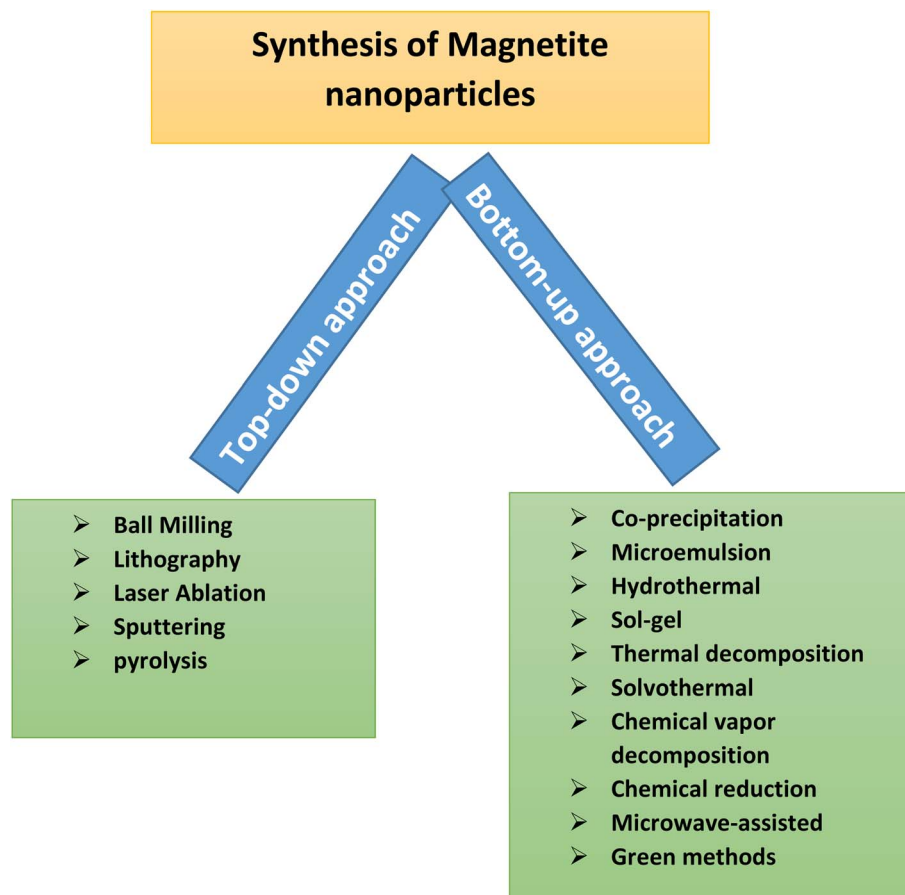 Synthesis of Magnetite
nanoparticles
Top-down approach
Bottom-up approach
➢ Ball Milling
➢ Lithography
➢ Laser Ablation
➢ Sputtering
➢ pyrolysis
➢ Co-precipitation
➢ Microemulsion
➢ Hydrothermal
➢ Sol-gel
➢ Thermal decomposition
➢ Solvothermal
➢ Chemical vapor
decomposition
➢ Chemical reduction
➢ Microwave-assisted
➢ Green methods